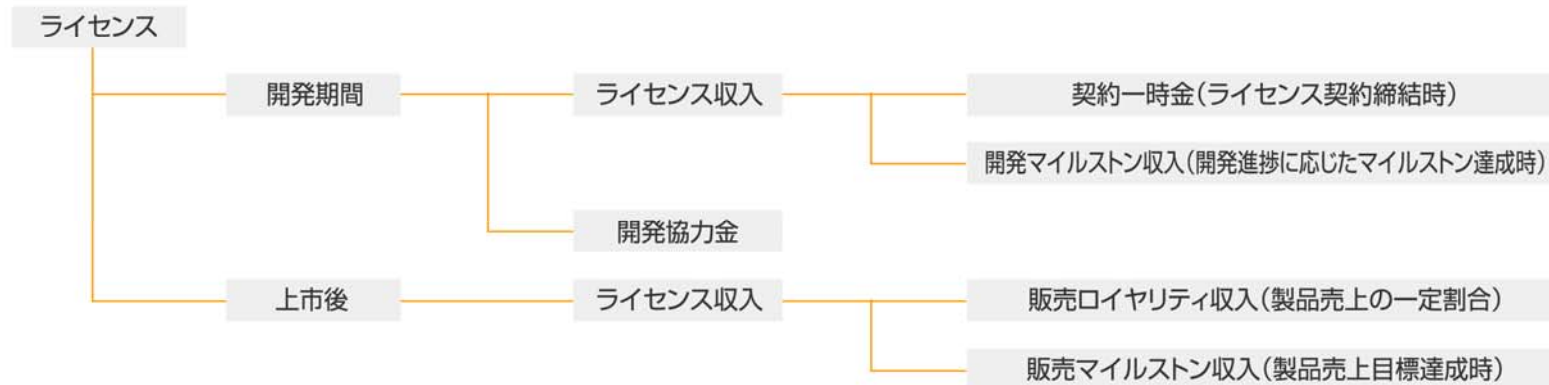 ライセンス
開発期間
ライセンス収入
契約一時金(ライセンス契約締結時)
開発マイルストン収入(開発進捗に応じたマイルストン達成時)
開発協力金
上市後
ライセンス収入
販売ロイヤリティ収入(製品売上の一定割合)
販売マイルストン収入(製品売上目標達成時)